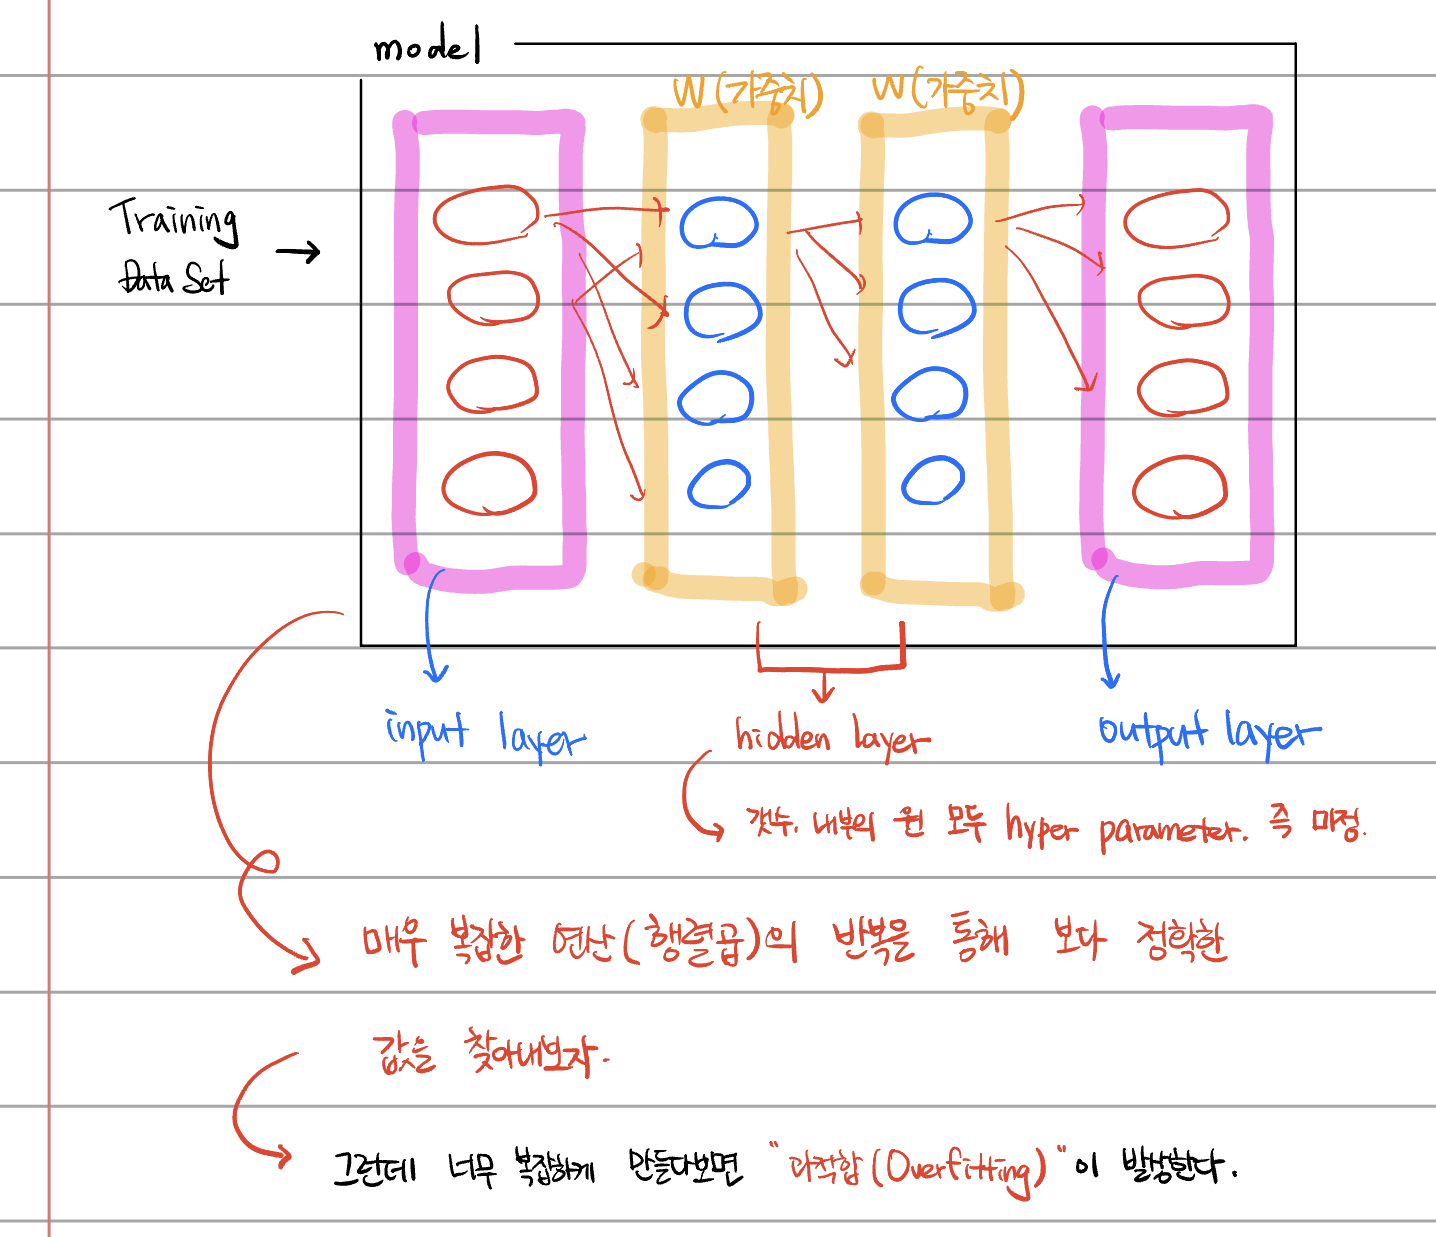 model
W(가중치) W(가중치)
Training
Data Set
input layer
hidden layer
output layer
갯수, 내부의 원 모두 hyper parameter. 즉 미정.
매우 복잡한 연산(행렬곱)의 반복을 통해 보다 정확한
값을 찾아내보자.
그런데 너무 복잡하게 만들다보면 "과적합(Overfitting)"이 발생한다.